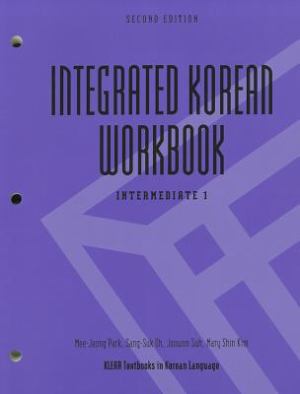 SECOND EDITION
INTEGRATED KOREAN
WORKBOOK
INTERMEDIATE 1
Mee-Jeong Park, Sang-Suk Oh, Joowon Suh, Mary Shin Kim
KLEAR Textbooks in Korean Language